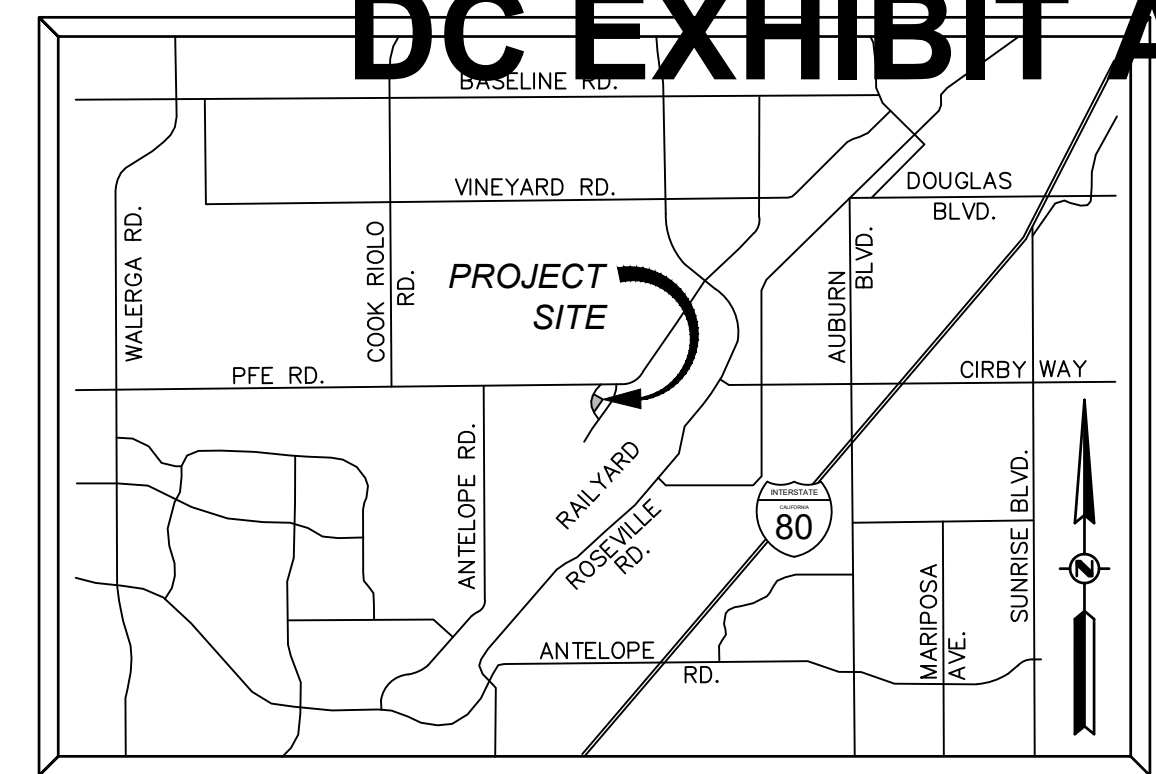 DC EXHIBIT A
BASELINE RD.
VINEYARD RD.
DOUGLAS
BLVD.
WALERGA RD.
COOK RIOLO
RD.
PROJECT
SITE
AUBURN
BLVD.
PFE RD.
CIRBY WAY
ANTELOPE RD.
RAILYARD
ROSEVILLE
RD.
INTERSTATE
CALIFORNIA
80
SUNRISE BLVD.
N
MARIPOSA
AVE.
ANTELOPE
RD.